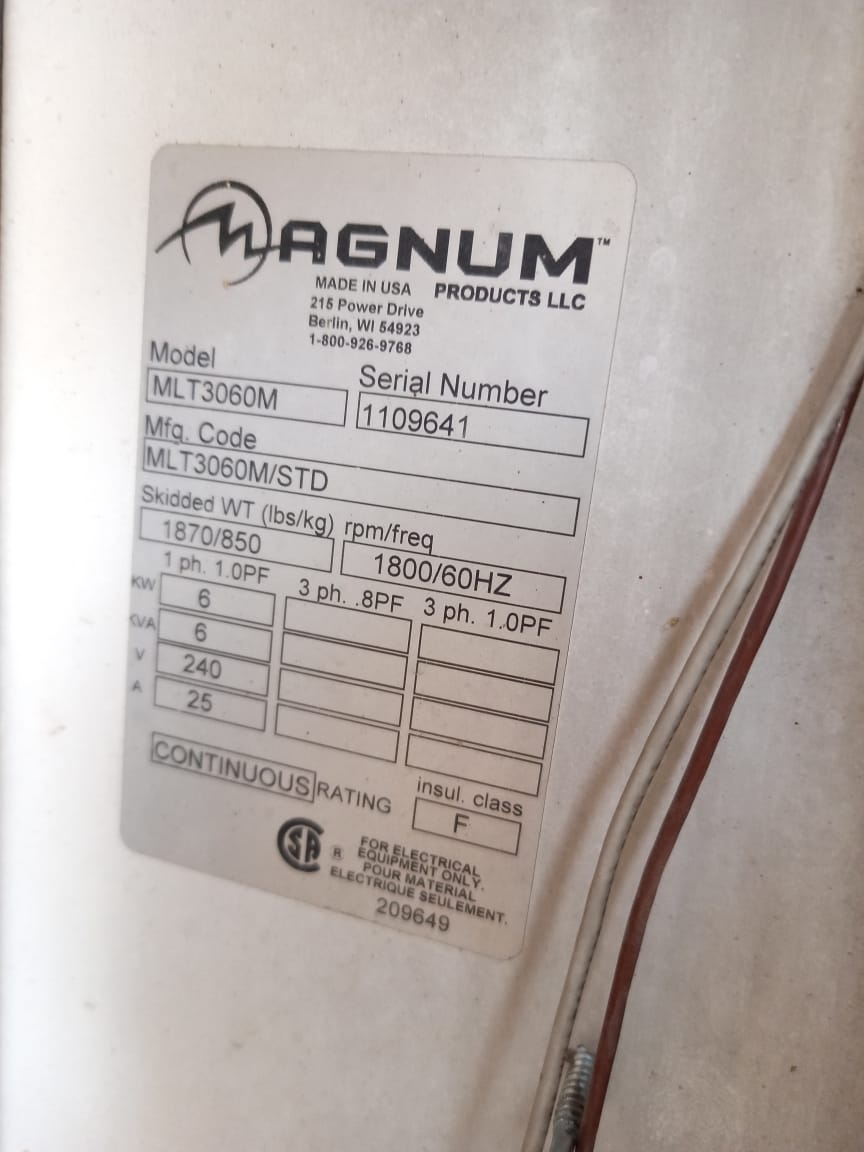 MAGNUM™
PRODUCTS LLC
MADE IN USA
215 Power Drive
Berlin, WI 54923
1-800-926-9768
Model
MLT3060M
Serial Number
1109641
Mfg. Code
MLT3060M/STD
Skidded WT (lbs/kg)
1870/850
rpm/freq
1800/60HZ
1 ph. 1.0PF 3 ph. .8PF 3 ph. 1.0PF
KW 6
KVA 6
V 240
A 25
CONTINUOUS RATING
insul. class
F
SA ®
FOR ELECTRICAL
EQUIPMENT ONLY.
POUR MATERIAL
ELECTRIQUE SEULEMENT.
209649